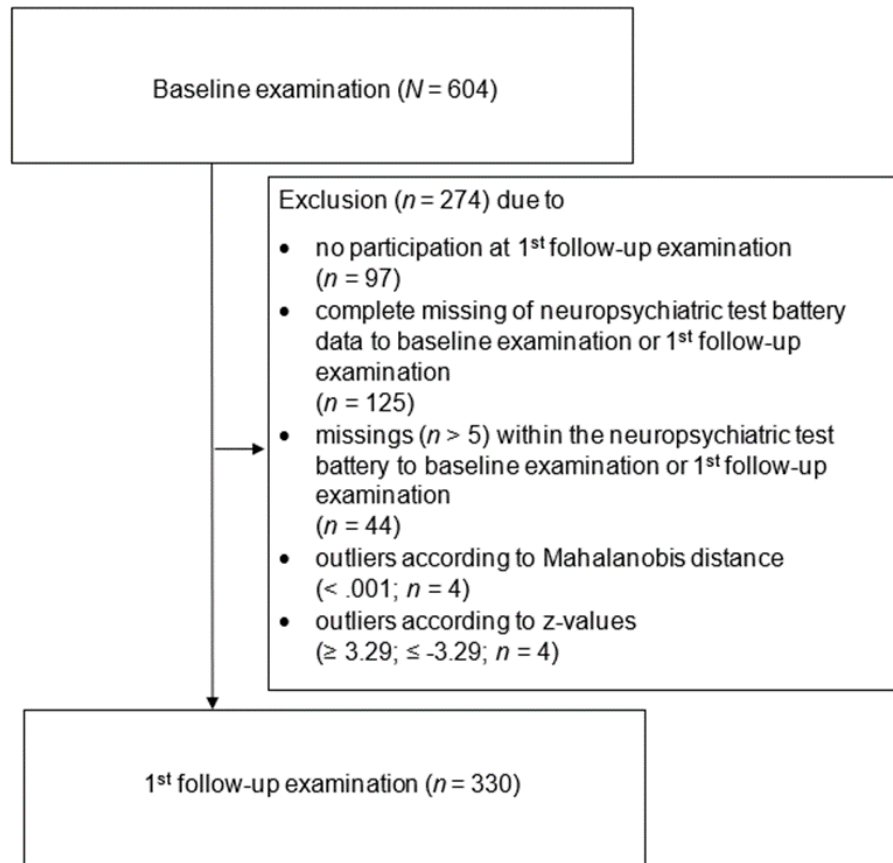 Baseline examination (N = 604)
Exclusion (n = 274) due to
• no participation at 1st follow-up examination
(n = 97)
• complete missing of neuropsychiatric test battery
data to baseline examination or 1st follow-up
examination
(n = 125)
• missings (n > 5) within the neuropsychiatric test
battery to baseline examination or 1st follow-up
examination
(n = 44)
• outliers according to Mahalanobis distance
(< .001; n = 4)
• outliers according to z-values
(≥ 3.29; ≤ -3.29; n = 4)
1st follow-up examination (n = 330)